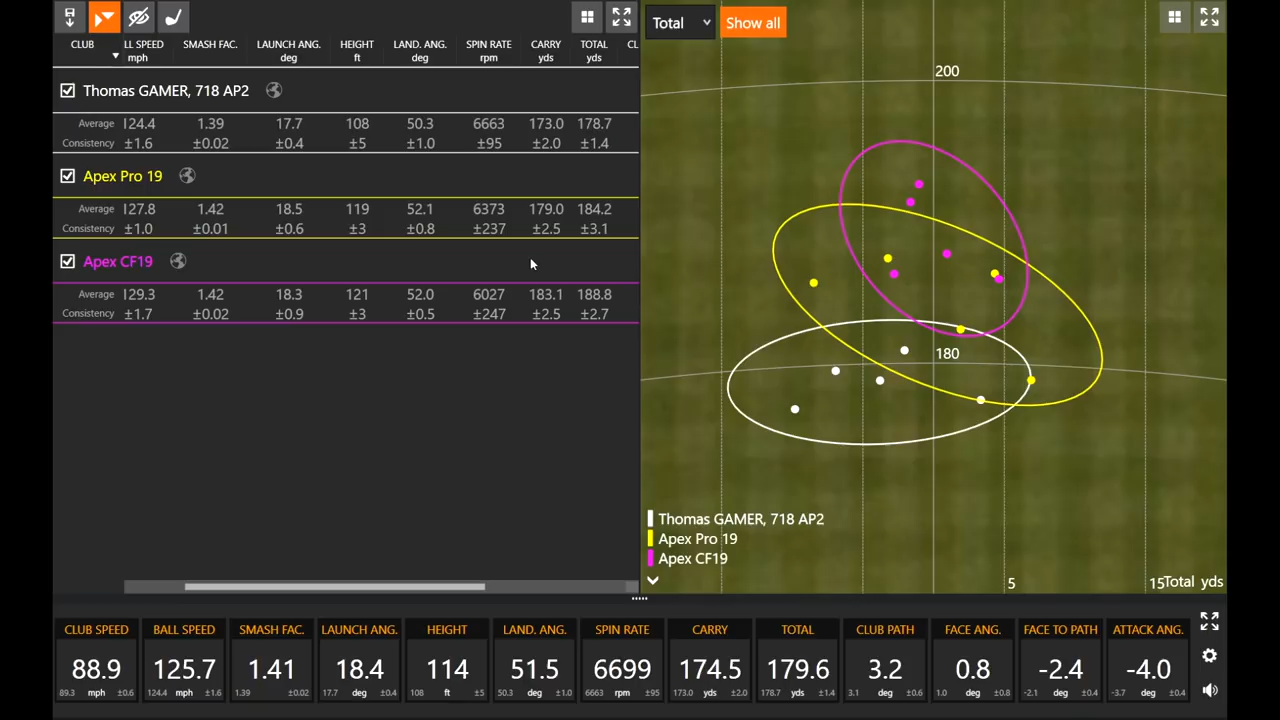 CLUB
LL SPEED mph
SMASH FAC.
LAUNCH ANG. deg
HEIGHT ft
LAND. ANG. deg
SPIN RATE rpm
CARRY yds
TOTAL yds
CL
Thomas GAMER, 718 AP2
Average 124.4 1.39 17.7 108 50.3 6663 173.0 178.7
Consistency ±1.6 ±0.02 ±0.4 ±5 ±1.0 ±95 ±2.0 ±1.4
Apex Pro 19
Average 127.8 1.42 18.5 119 52.1 6373 179.0 184.2
Consistency ±1.0 ±0.01 ±0.6 ±3 ±0.8 ±237 ±2.5 ±3.1
Apex CF19
Average 129.3 1.42 18.3 121 52.0 6027 183.1 188.8
Consistency ±1.7 ±0.02 ±0.9 ±3 ±0.5 ±247 ±2.5 ±2.7
Total
Show all
200
180
Thomas GAMER, 718 AP2
Apex Pro 19
Apex CF19
5
15
Total yds
CLUB SPEED BALL SPEED SMASH FAC. LAUNCH ANG. HEIGHT LAND. ANG. SPIN RATE CARRY TOTAL CLUB PATH FACE ANG. FACE TO PATH ATTACK ANG.
88.9 125.7 1.41 18.4 114 51.5 6699 174.5 179.6 3.2 0.8 -2.4 -4.0
89.3 mph ±0.6 124.4 mph ±1.6 1.39 ±0.02 17.7 deg ±0.4 108 ft ±5 50.3 deg ±1.0 6663 rpm ±95 173.0 yds ±2.0 178.7 yds ±1.4 3.1 deg ±0.6 1.0 deg ±0.8 -2.1 deg ±0.4 -3.7 deg ±0.4